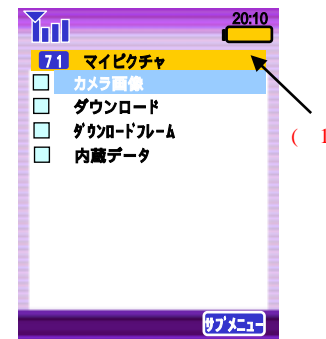 20:10
71 マイピクチャ
カメラ画像
ダウンロード
ﾀﾞｳﾝﾛｰﾄﾞﾌﾚｰﾑ
内蔵データ
( 1
ｻﾌﾞﾒﾆｭｰ